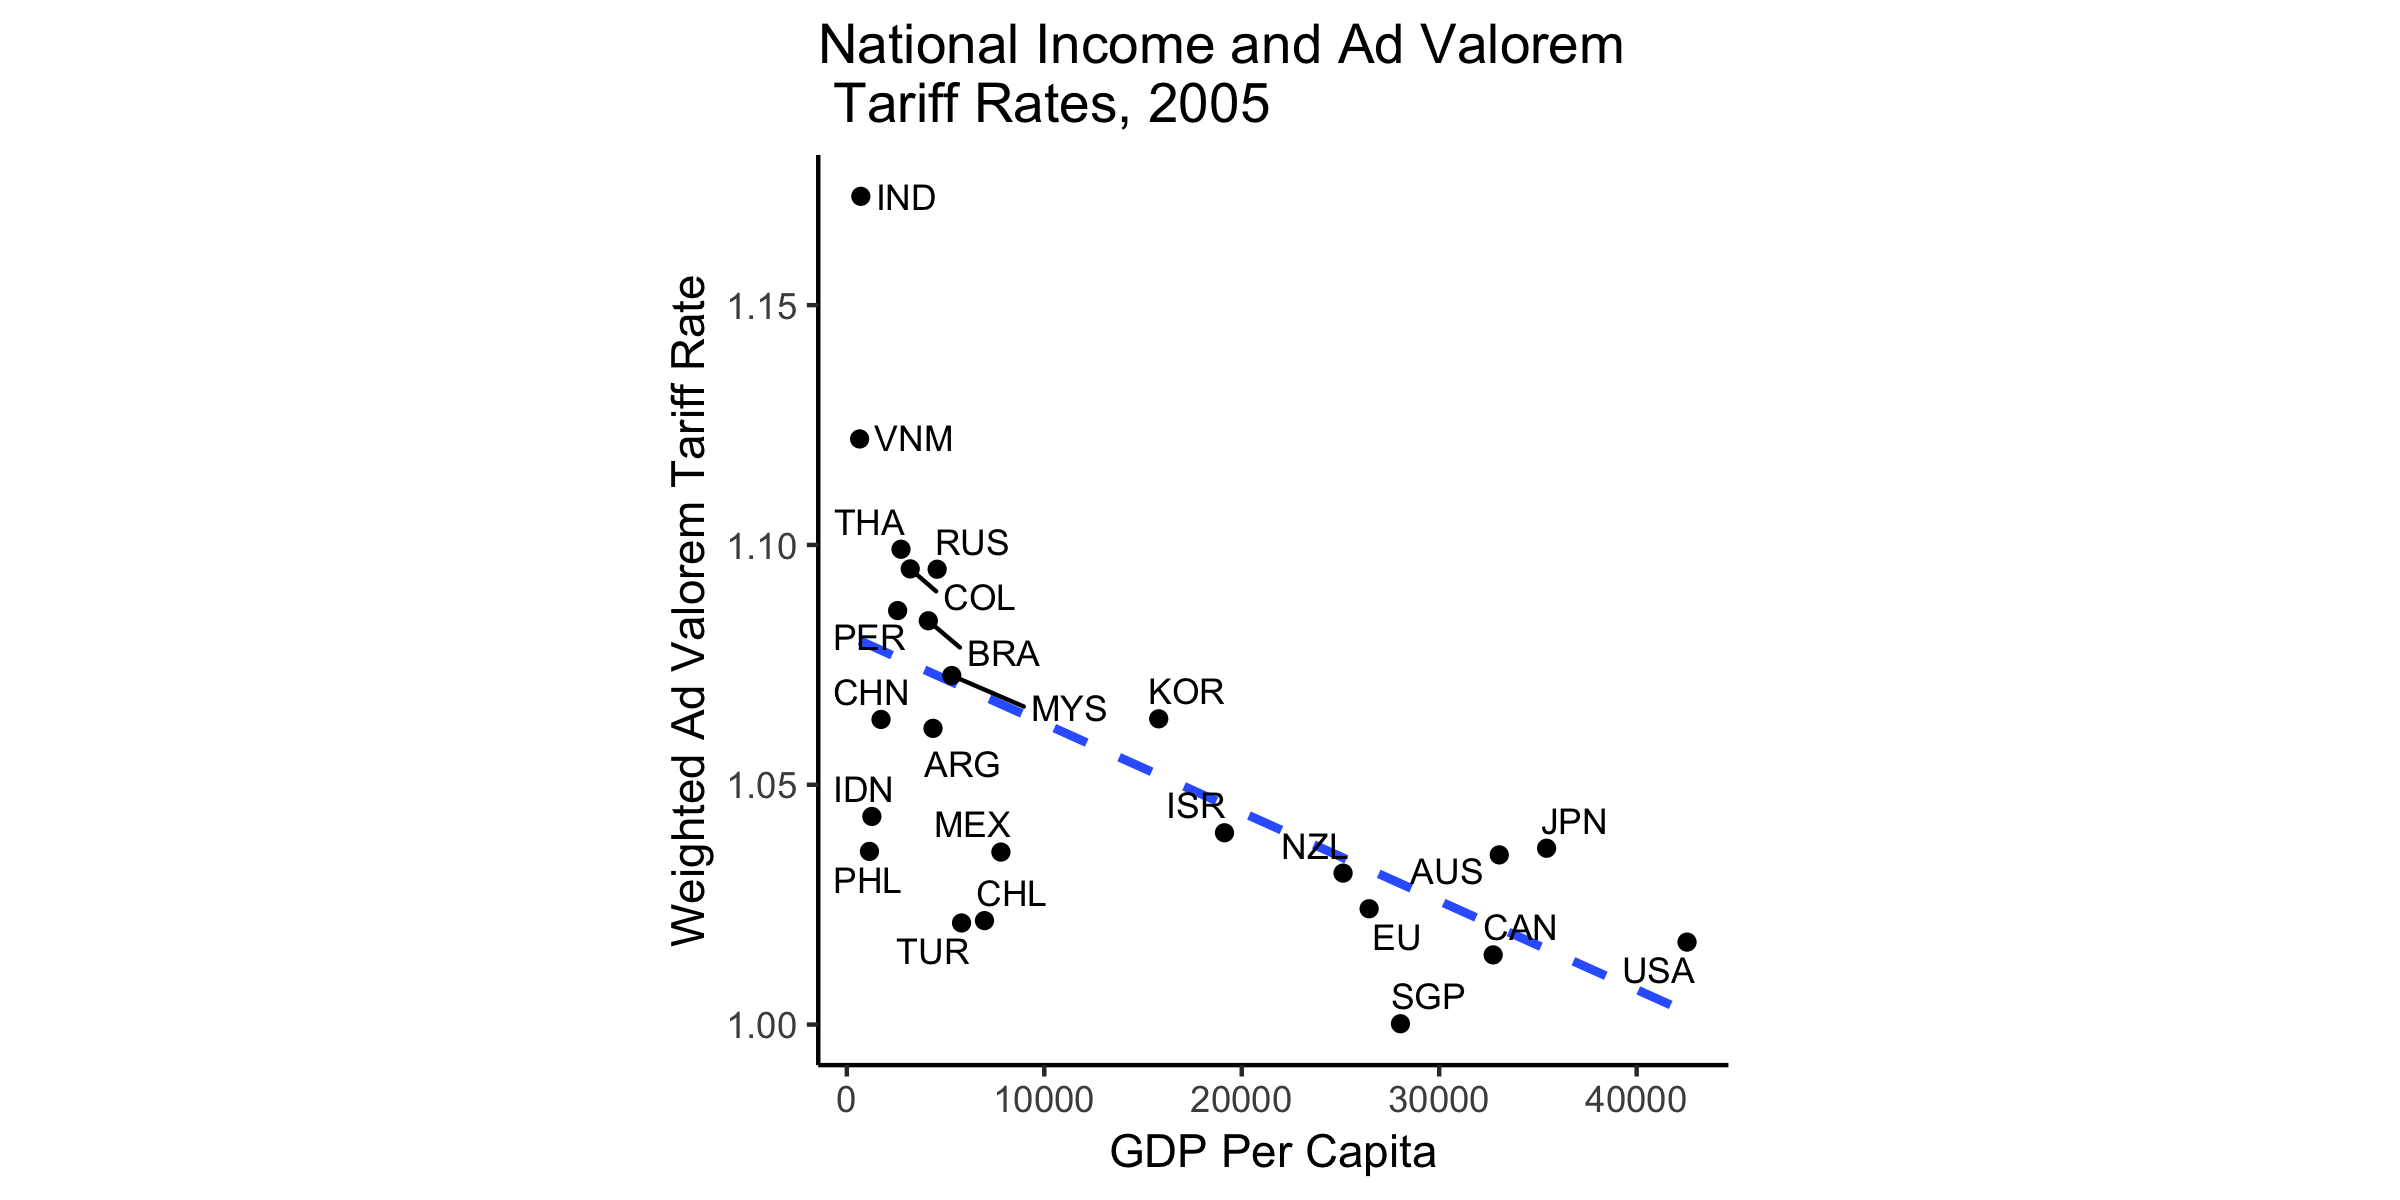 National Income and Ad Valorem
Tariff Rates, 2005
Weighted Ad Valorem Tariff Rate
1.15
1.10
1.05
1.00
IND
VNM
THA
RUS
COL
PER
BRA
CHN
MYS
KOR
ARG
IDN
ISR
MEX
JPN
NZL
AUS
PHL
CHL
CAN
EU
TUR
USA
SGP
0 10000 20000 30000 40000
GDP Per Capita